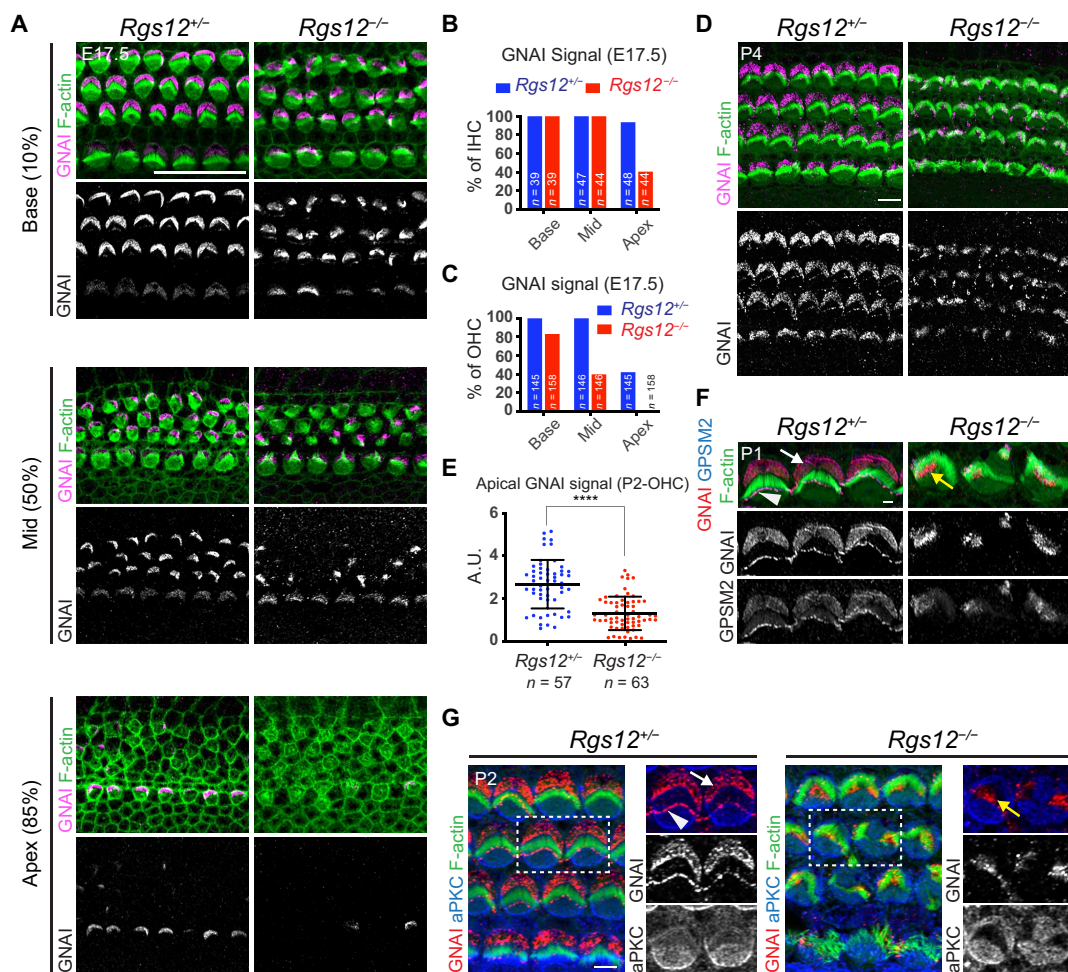 A
Rgs12+/–
Rgs12–/–
E17.5
Base (10%)
GNAI F-actin
GNAI
Mid (50%)
GNAI F-actin
GNAI
Apex (85%)
GNAI F-actin
GNAI
B
GNAI Signal (E17.5)
Rgs12+/–
Rgs12–/–
% of IHC
100
80
60
40
20
0
n = 39
n = 39
n = 47
n = 44
n = 48
n = 44
Base
Mid
Apex
C
GNAI signal (E17.5)
Rgs12+/–
Rgs12–/–
% of OHC
100
80
60
40
20
0
n = 145
n = 158
n = 146
n = 146
n = 145
n = 158
Base
Mid
Apex
E
Apical GNAI signal (P2-OHC)
****
A.U.
6
4
2
0
Rgs12+/–
Rgs12–/–
n = 57
n = 63
D
Rgs12+/–
Rgs12–/–
P4
GNAI F-actin
GNAI
F
Rgs12+/–
Rgs12–/–
P1
GNAI GPSM2
F-actin
GNAI
GPSM2
G
Rgs12+/–
Rgs12–/–
P2
GNAI aPKC F-actin
GNAI
aPKC
GNAI aPKC F-actin
GNAI
aPKC